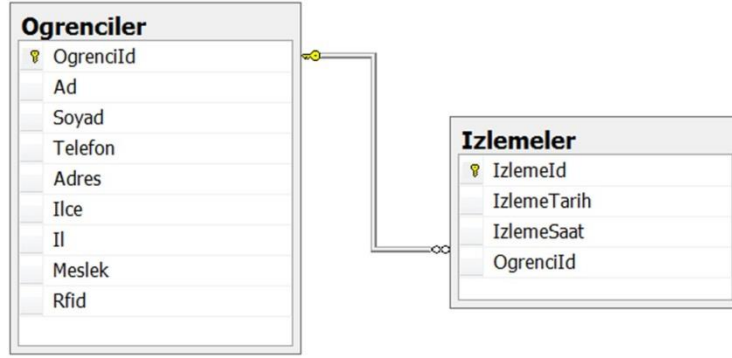 Ogrenciler
OgrenciId
Ad
Soyad
Telefon
Adres
Ilce
Il
Meslek
Rfid
Izlemeler
IzlemeId
IzlemeTarih
IzlemeSaat
OgrenciId